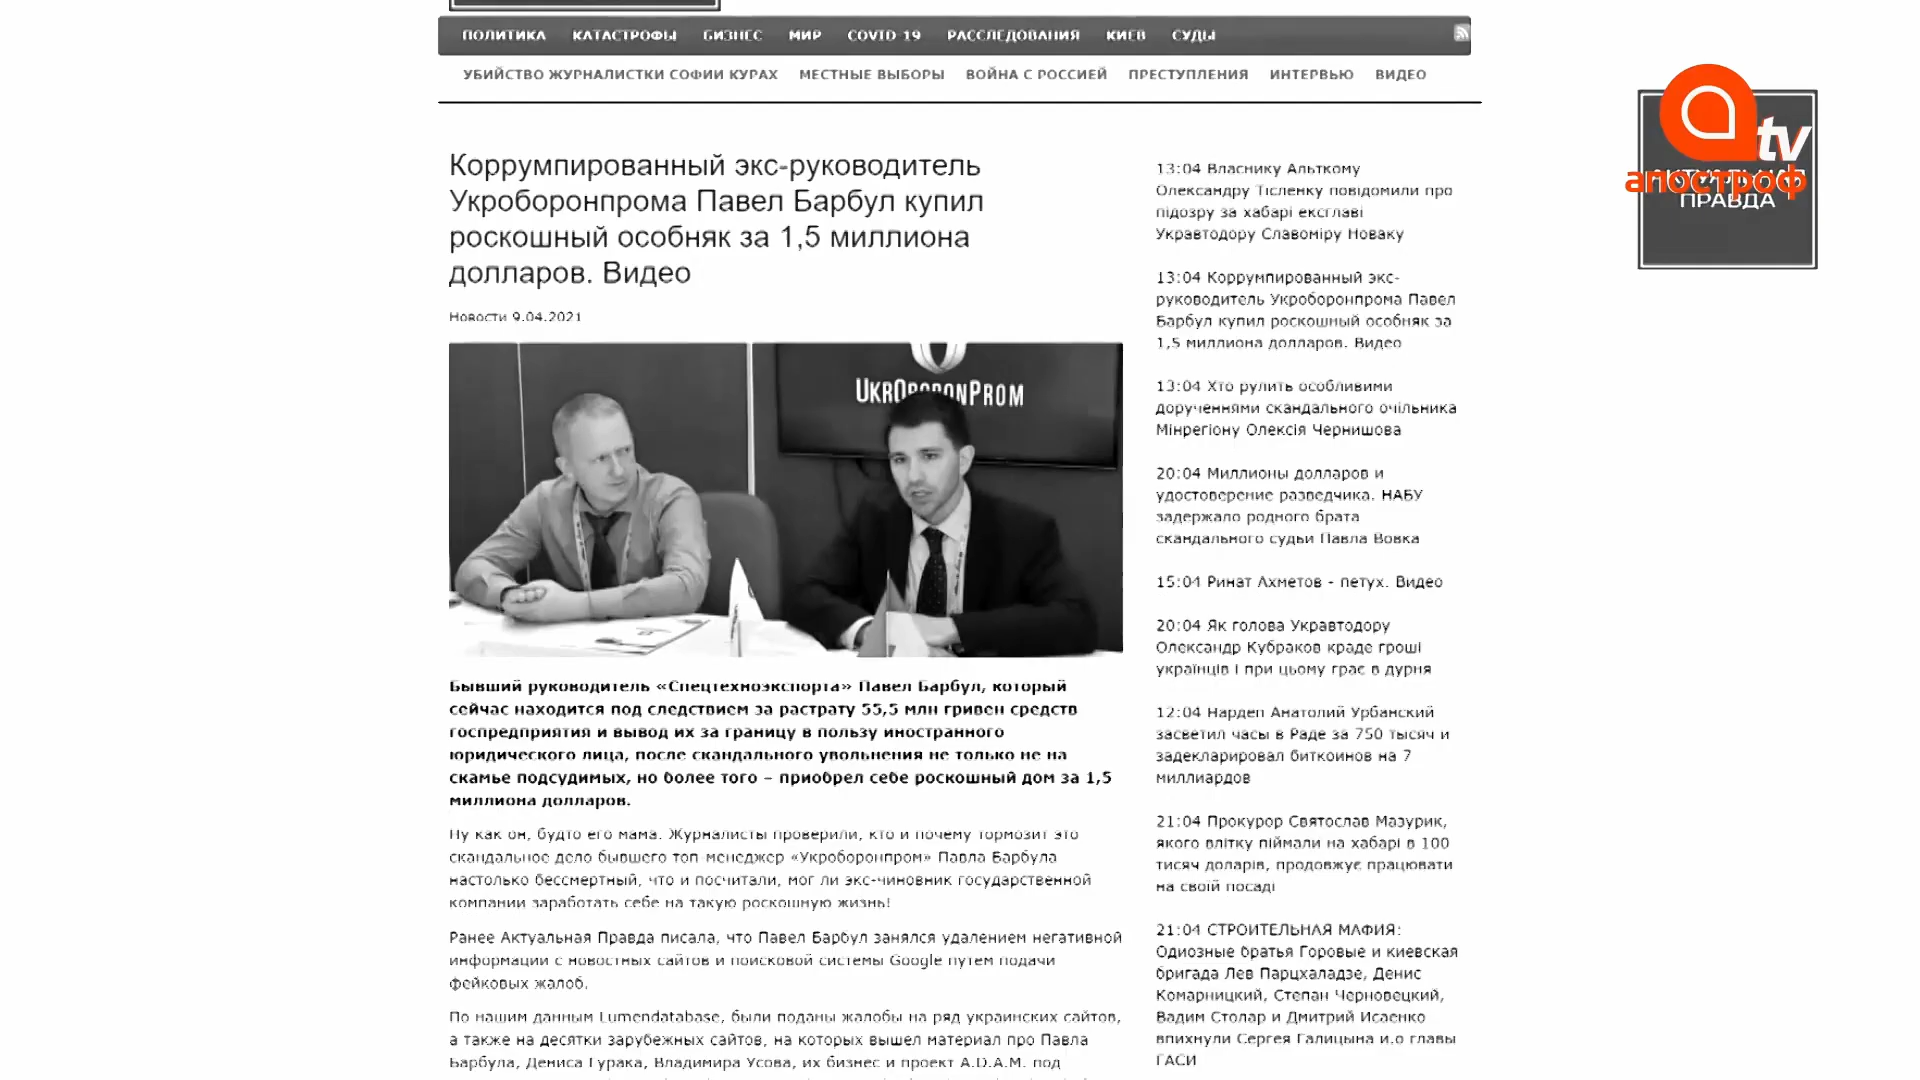 ПОЛИТИКА КАТАСТРОФЫ БИЗНЕС МИР COVID-19 РАССЛЕДОВАНИЯ КИЕВ СУДЫ
УБИЙСТВО ЖУРНАЛИСТКИ СОФИИ КУРАХ МЕСТНЫЕ ВЫБОРЫ ВОЙНА С РОССИЕЙ ПРЕСТУПЛЕНИЯ ИНТЕРВЬЮ ВИДЕО
tv
апостроф
ПРАВДА
Коррумпированный экс-руководитель
Укроборонпрома Павел Барбул купил
роскошный особняк за 1,5 миллиона
долларов. Видео
Новости 9.04.2021
UKROBORONPROM
Бывший руководитель «Спецтехноэкспорта» Павел Барбул, который
сейчас находится под следствием за растрату 55,5 млн гривен средств
госпредприятия и вывод их за границу в пользу иностранного
юридического лица, после скандального увольнения не только не на
скамье подсудимых, но более того – приобрел себе роскошный дом за 1,5
миллиона долларов.
Ну как он, будто его мама. Журналисты проверили, кто и почему тормозит это
скандальное дело бывшего топ менеджер «Укроборонпром» Павла Барбула
настолько бессмертный, что и посчитали, мог ли экс-чиновник государственной
компании заработать себе на такую роскошную жизнь!
Ранее Актуальная Правда писала, что Павел Барбул занялся удалением негативной
информации с новостных сайтов и поисковой системы Google путем подачи
фейковых жалоб.
По нашим данным Lumendatabase, были поданы жалобы на ряд украинских сайтов,
а также на десятки зарубежных сайтов, на которых вышел материал про Павла
Барбула, Дениса Гурака, Владимира Усова, их бизнес и проект A.D.A.M. под
13:04 Власнику Альткому
Олександру Тісленку повідомили про
підозру за хабарі ексглаві
Укравтодору Славоміру Новаку
13:04 Коррумпированный экс-
руководитель Укроборонпрома Павел
Барбул купил роскошный особняк за
1,5 миллиона долларов. Видео
13:04 Хто рулить особливими
дорученнями скандального очільника
Мінрегіону Олексія Чернишова
20:04 Миллионы долларов и
удостоверение разведчика. НАБУ
задержало родного брата
скандального судьи Павла Вовка
15:04 Ринат Ахметов - петух. Видео
20:04 Як голова Укравтодору
Олександр Кубраков краде гроші
українців і при цьому грає в дурня
12:04 Нардеп Анатолий Урбанский
засветил часы в Раде за 750 тысяч и
задекларировал биткоинов на 7
миллиардов
21:04 Прокурор Святослав Мазурик,
якого влітку піймали на хабарі в 100
тисяч доларів, продовжує працювати
на своїй посаді
21:04 СТРОИТЕЛЬНАЯ МАФИЯ:
Одиозные братья Горовые и киевская
бригада Лев Парцхаладзе, Денис
Комарницкий, Степан Черновецкий,
Вадим Столар и Дмитрий Исаенко
впихнули Сергея Галицына и.о главы
ГАСИ